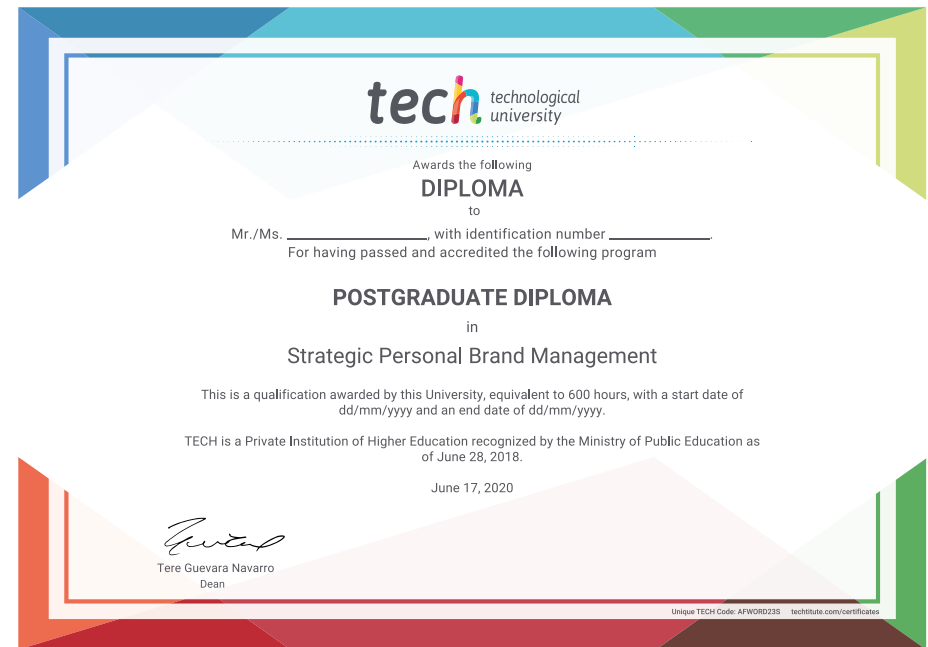 tech technological
university
Awards the following
DIPLOMA
to
Mr./Ms. ____________________, with identification number ______________.
For having passed and accredited the following program
POSTGRADUATE DIPLOMA
in
Strategic Personal Brand Management
This is a qualification awarded by this University, equivalent to 600 hours, with a start date of
dd/mm/yyyy and an end date of dd/mm/yyyy.
TECH is a Private Institution of Higher Education recognized by the Ministry of Public Education as
of June 28, 2018.
June 17, 2020
Tere Guevara Navarro
Dean
Unique TECH Code: AFWORD23S techtitute.com/certificates